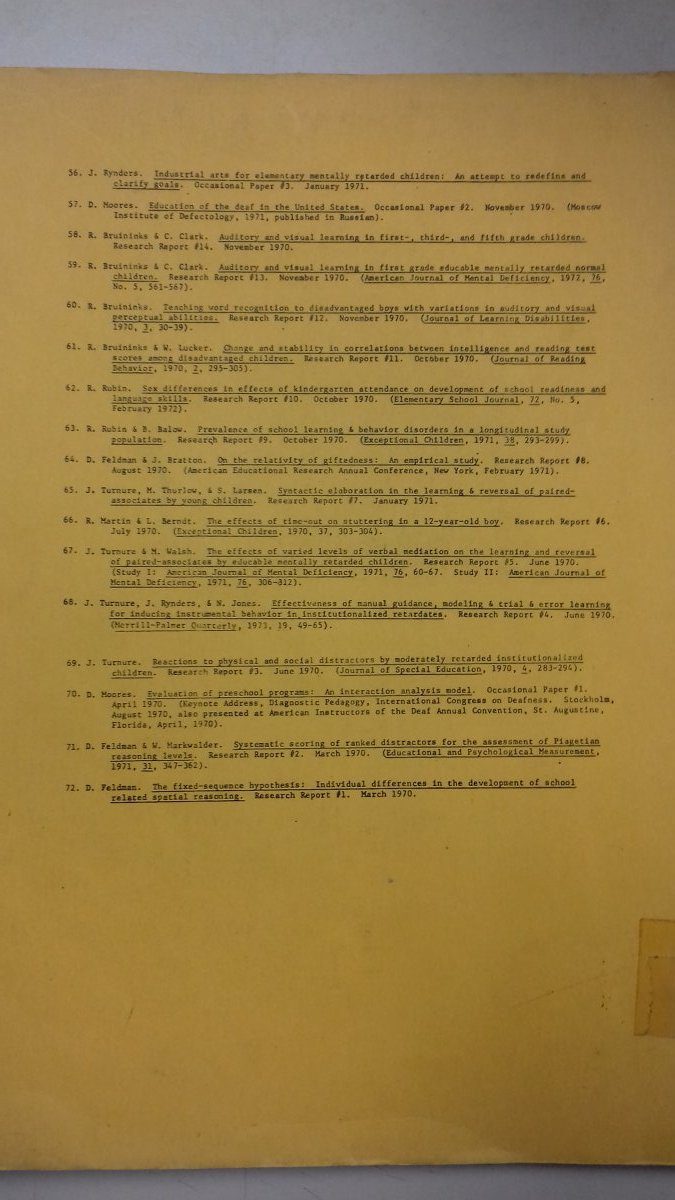 56. J. Rynders. Industrial arts for elementary mentally retarded children: An attempt to redefine and
clarify goals. Occasional Paper #3. January 1971.
57. D. Moores. Education of the deaf in the United States. Occasional Paper #2. November 1970. (Moscow
Institute of Defectology, 1971, published in Russian).
58. R. Bruininks & C. Clark. Auditory and visual learning in first-, third-, and fifth grade children.
Research Report #14. November 1970.
59. R. Bruininks & C. Clark. Auditory and visual learning in first grade educable mentally retarded normal
children. Research Report #13. November 1970. (American Journal of Mental Deficiency, 1972, 76,
No. 5, 561-567).
60. R. Bruininks. Teaching word recognition to disadvantaged boys with variations in auditory and visual
perceptual abilities. Research Report #12. November 1970. (Journal of Learning Disabilities,
1970, 3, 30-39).
61. R. Bruininks & W. Lucker. Change and stability in correlations between intelligence and reading test
scores among disadvantaged children. Research Report #11. October 1970. (Journal of Reading
Behavior, 1970, 2, 295-305).
62. R. Rubin. Sex differences in effects of kindergarten attendance on development of school readiness and
language skills. Research Report #10. October 1970. (Elementary School Journal, 72, No. 5,
February 1972).
63. R. Rubin & B. Balow. Prevalence of school learning & behavior disorders in a longitudinal study
population. Research Report #9. October 1970. (Exceptional Children, 1971, 38, 293-299).
64. D. Feldman & J. Bratton. On the relativity of giftedness: An empirical study. Research Report #8.
August 1970. (American Educational Research Annual Conference, New York, February 1971).
65. J. Turnure, M. Thurlow, & S. Larsen. Syntactic elaboration in the learning & reversal of paired-
associates by young children. Research Report #7. January 1971.
66. R. Martin & L. Berndt. The effects of time-out on stuttering in a 12-year-old boy. Research Report #6.
July 1970. (Exceptional Children, 1970, 37, 303-304).
67. J. Turnure & M. Walsh. The effects of varied levels of verbal mediation on the learning and reversal
of paired-associates by educable mentally retarded children. Research Report #5. June 1970.
(Study I: American Journal of Mental Deficiency, 1971, 76, 60-67. Study II: American Journal of
Mental Deficiency, 1971, 76, 306-312).
68. J. Turnure, J. Rynders, & N. Jones. Effectiveness of manual guidance, modeling & trial & error learning
for inducing instrumental behavior in institutionalized retardates. Research Report #4. June 1970.
(Merrill-Palmer Quarterly, 1973, 19, 49-65).
69. J. Turnure. Reactions to physical and social distractors by moderately retarded institutionalized
children. Research Report #3. June 1970. (Journal of Special Education, 1970, 4, 283-294).
70. D. Moores. Evaluation of preschool programs: An interaction analysis model. Occasional Paper #1.
April 1970. (Keynote Address, Diagnostic Pedagogy, International Congress on Deafness. Stockholm,
August 1970, also presented at American Instructors of the Deaf Annual Convention, St. Augustine,
Florida, April, 1970).
71. D. Feldman & W. Markwalder. Systematic scoring of ranked distractors for the assessment of Piagetian
reasoning levels. Research Report #2. March 1970. (Educational and Psychological Measurement,
1971, 31, 347-362).
72. D. Feldman. The fixed-sequence hypothesis: Individual differences in the development of school
related spatial reasoning. Research Report #1. March 1970.